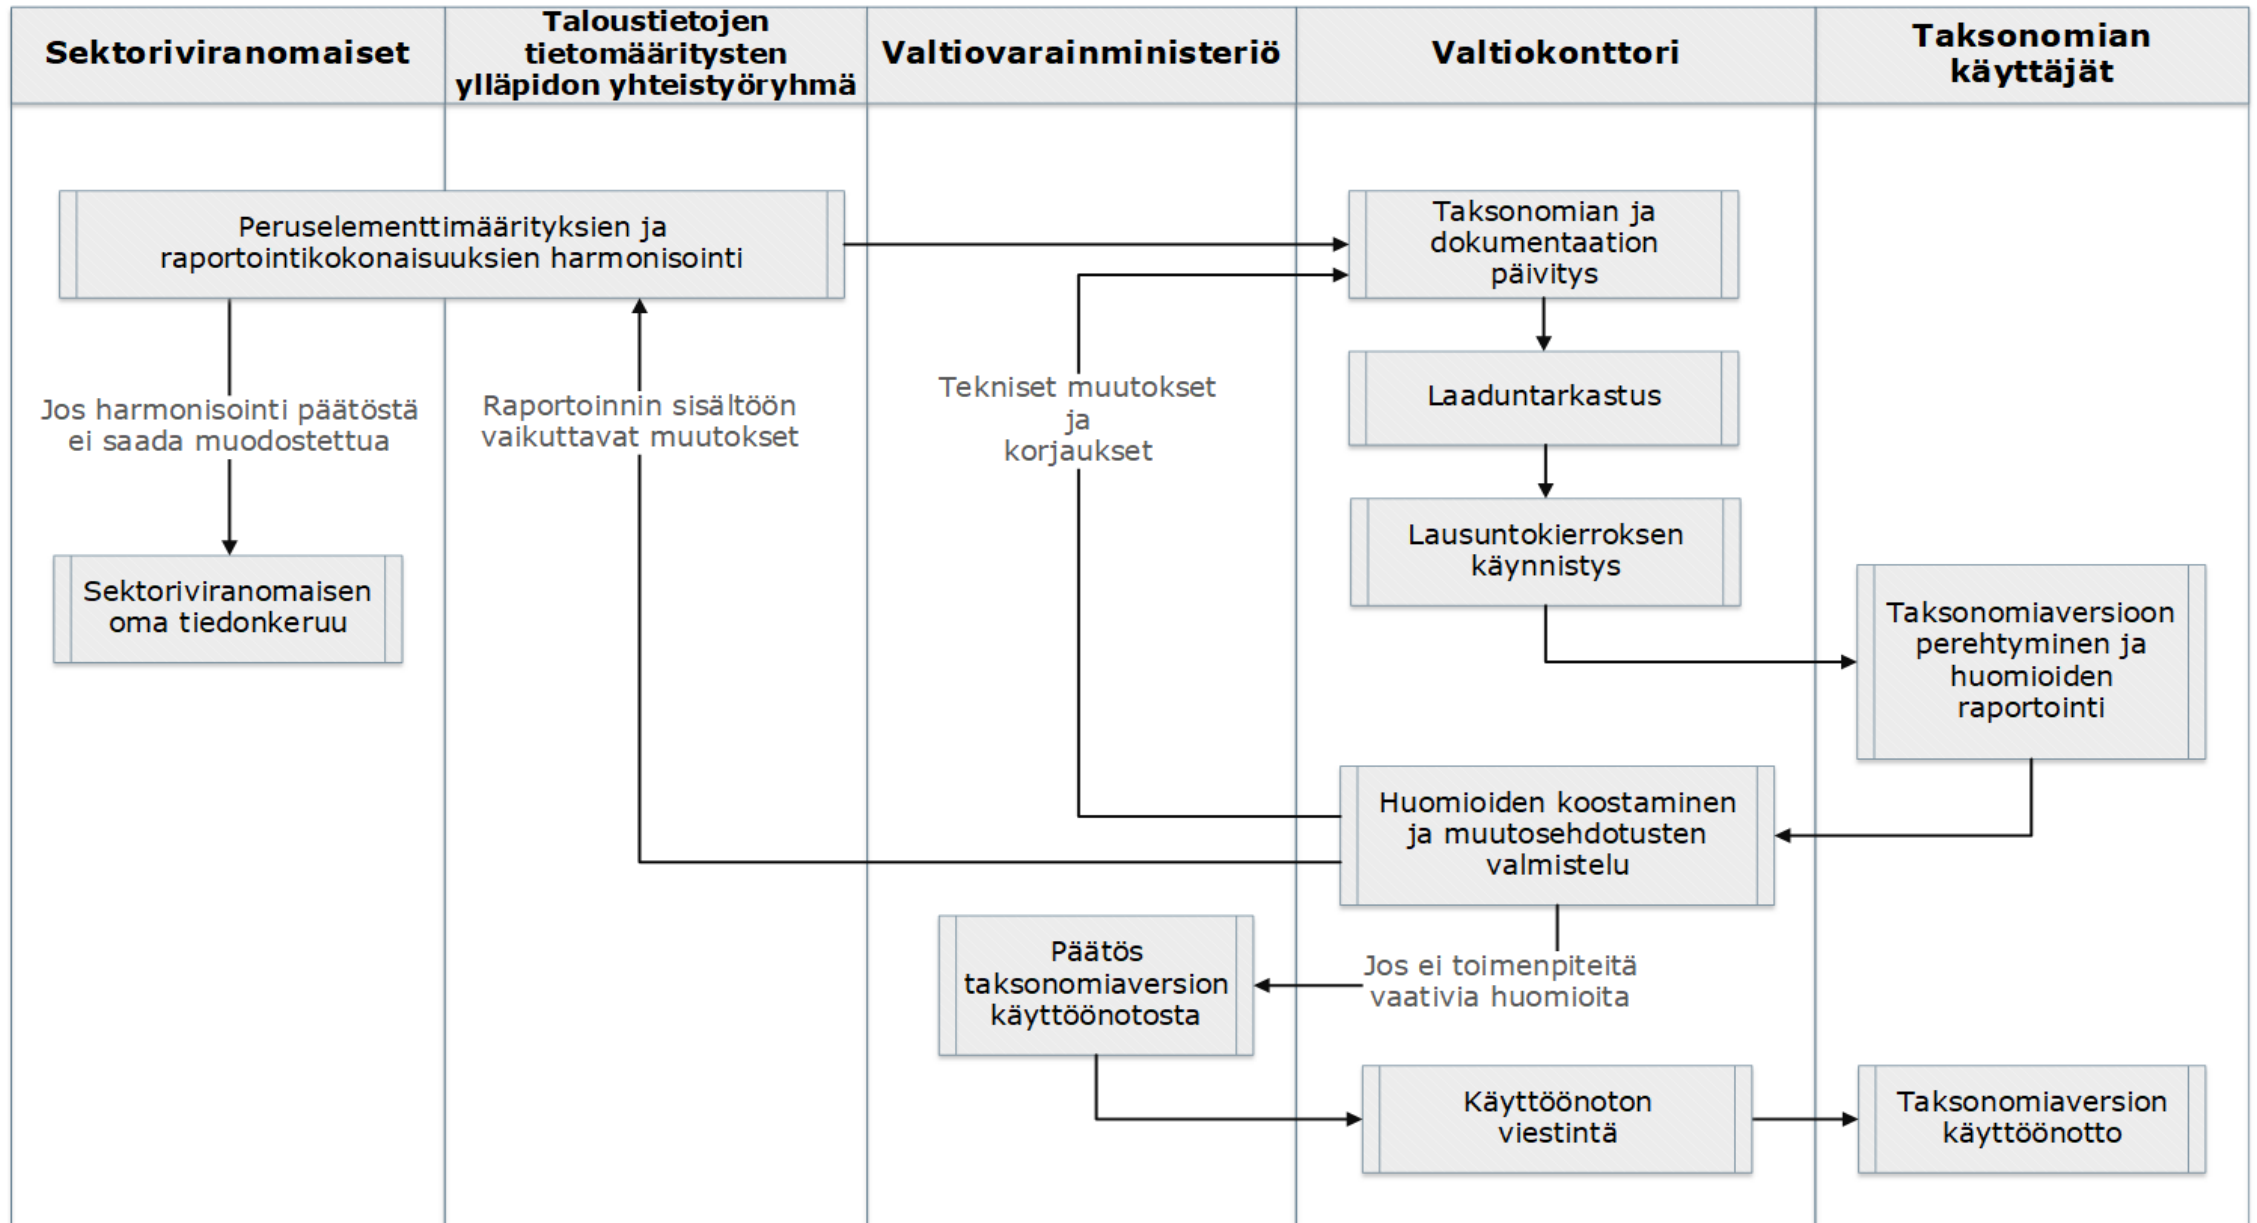 Sektoriviranomaiset
Taloustietojen
tietomääritysten
ylläpidon yhteistyöryhmä
Valtiovarainministeriö
Valtiokonttori
Taksonomian
käyttäjät
Peruselementtimäärityksien ja
raportointikokonaisuuksien harmonisointi
Taksonomian ja
dokumentaation
päivitys
Jos harmonisointi päätöstä
ei saada muodostettua
Raportoinnin sisältöön
vaikuttavat muutokset
Tekniset muutokset
ja
korjaukset
Laaduntarkastus
Lausuntokierroksen
käynnistys
Sektoriviranomaisen
oma tiedonkeruu
Taksonomiaversioon
perehtyminen ja
huomioiden
raportointi
Huomioiden koostaminen
ja muutosehdotusten
valmistelu
Päätös
taksonomiaversion
käyttöönotosta
Jos ei toimenpiteitä
vaativia huomioita
Käyttöönoton
viestintä
Taksonomiaversion
käyttöönotto